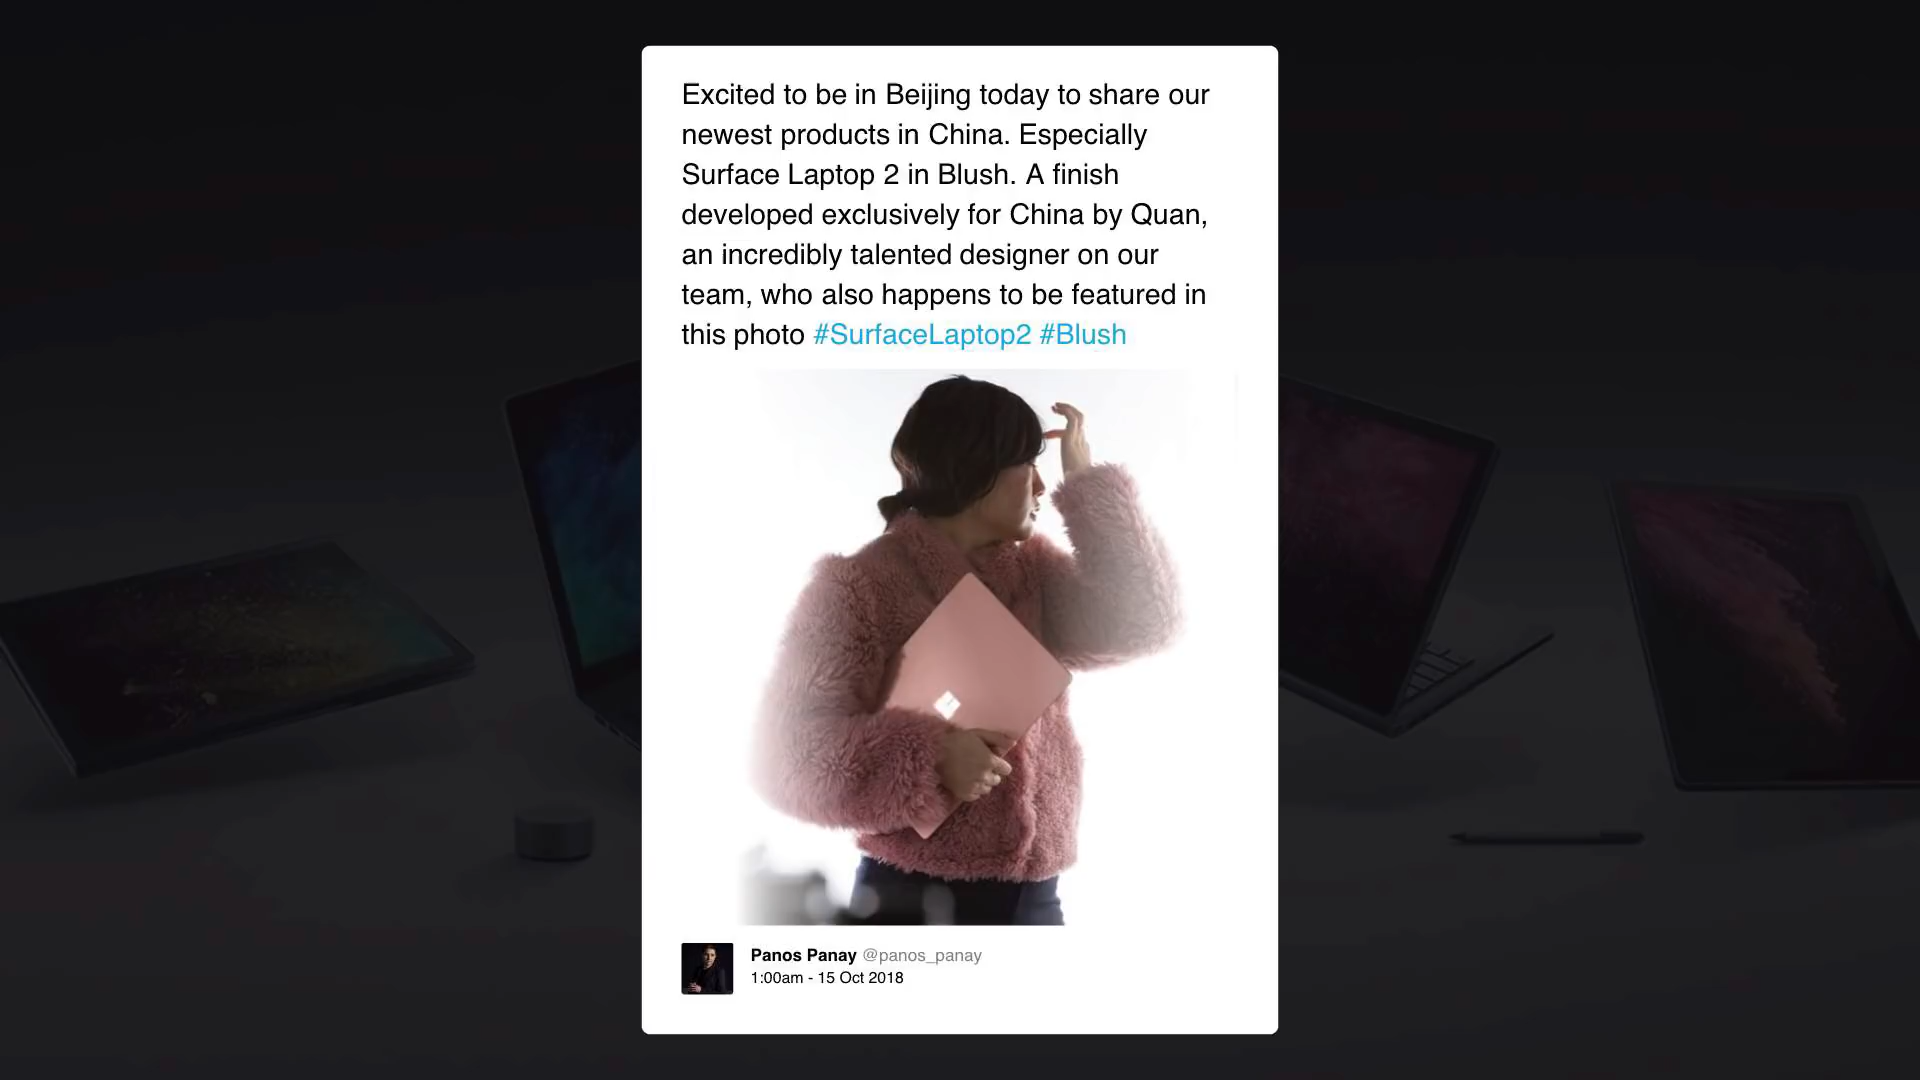 Excited to be in Beijing today to share our
newest products in China. Especially
Surface Laptop 2 in Blush. A finish
developed exclusively for China by Quan,
an incredibly talented designer on our
team, who also happens to be featured in
this photo #SurfaceLaptop2 #Blush
Panos Panay @panos_panay
1:00am - 15 Oct 2018